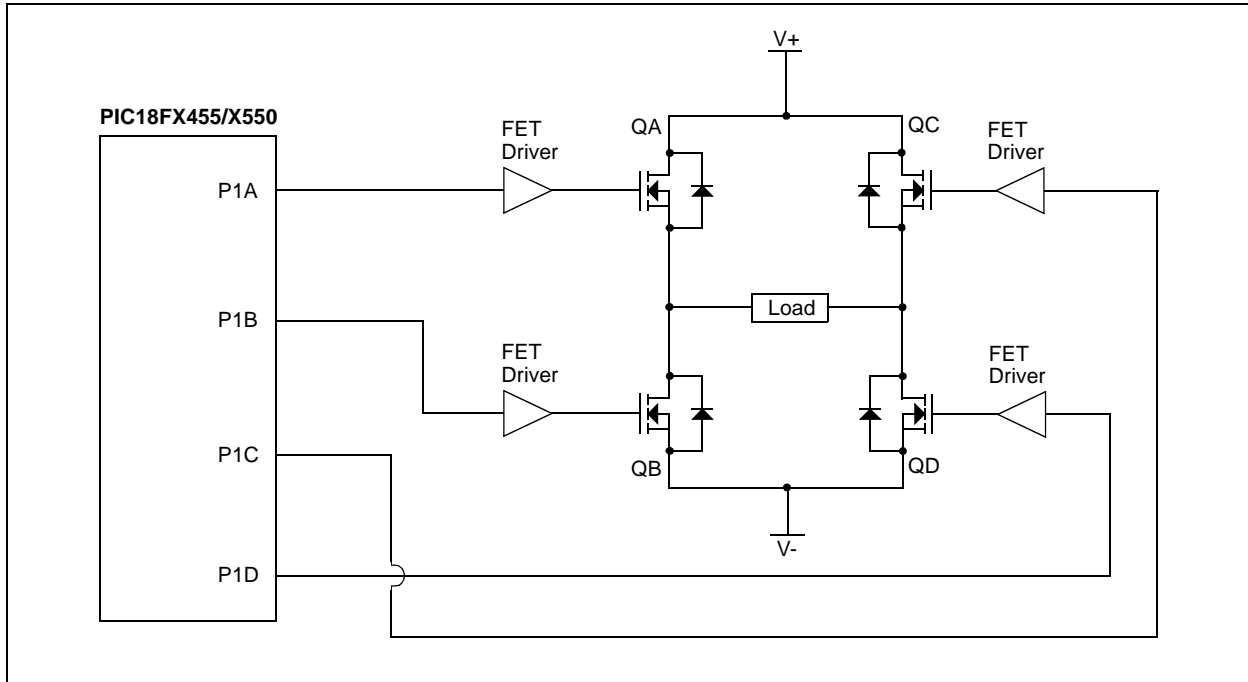 V+
PIC18FX455/X550
FET
Driver
QA
QC
FET
Driver
P1A
P1B
Load
FET
Driver
FET
Driver
P1C
QB
QD
V-
P1D